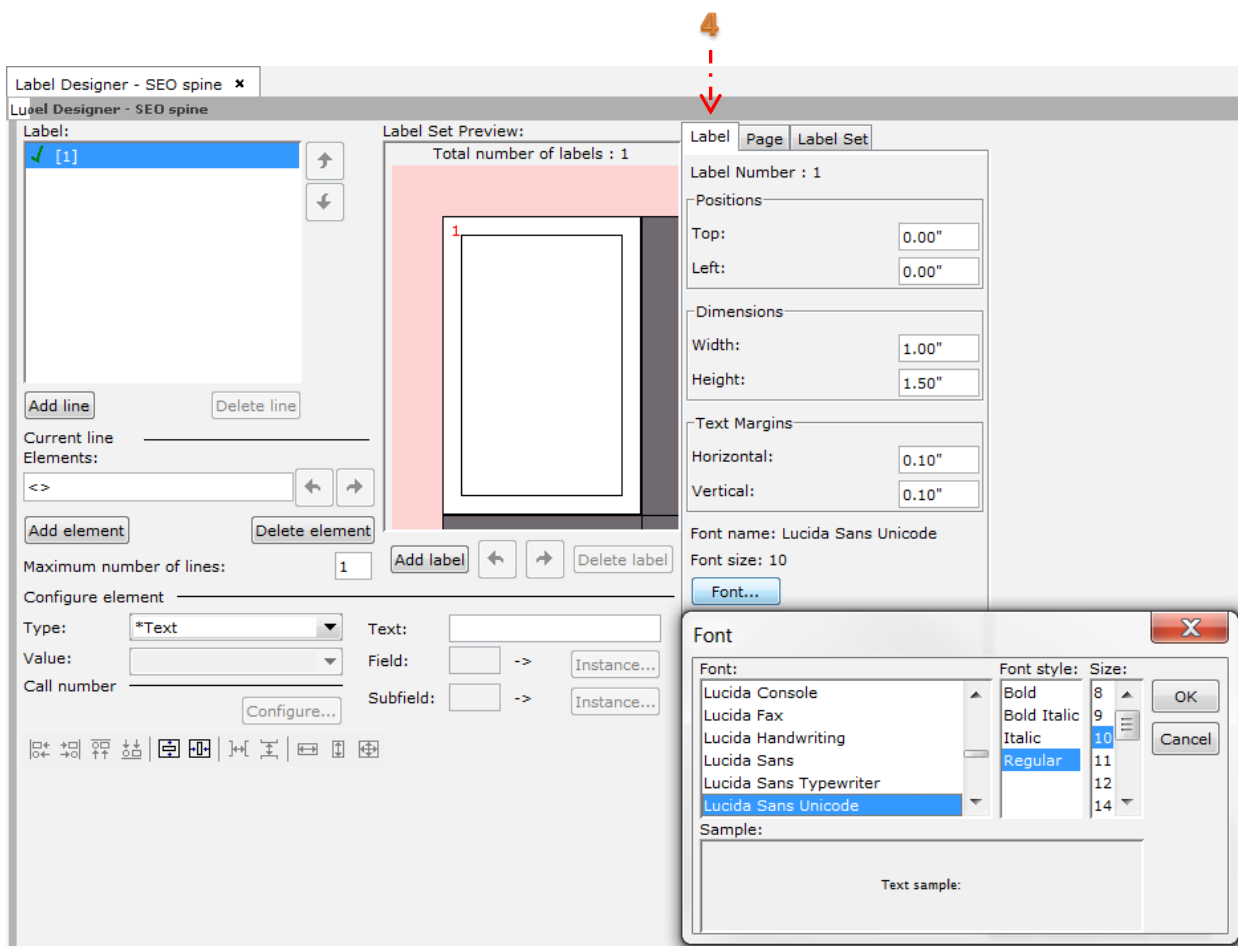 4
Label Designer - SEO spine ×
Lu el Designer - SEO spine
Label:
[1]
Add line Delete line
Current line
Elements:
<>
Add element Delete element
Maximum number of lines: 1
Label Set Preview:
Total number of labels : 1
1
Add label Delete label
Configure element
Type: *Text
Value:
Call number
Configure...
Text:
Field: -> Instance...
Subfield: -> Instance...
Label Page Label Set
Label Number : 1
Positions
Top: 0.00"
Left: 0.00"
Dimensions
Width: 1.00"
Height: 1.50"
Text Margins
Horizontal: 0.10"
Vertical: 0.10"
Font name: Lucida Sans Unicode
Font size: 10
Font...
Font X
Font: Font style: Size:
Lucida Console Bold 8
Lucida Fax Bold Italic 9
Lucida Handwriting Italic 10
Lucida Sans Regular 11
Lucida Sans Typewriter 12
Lucida Sans Unicode 14
OK
Cancel
Sample:
Text sample: